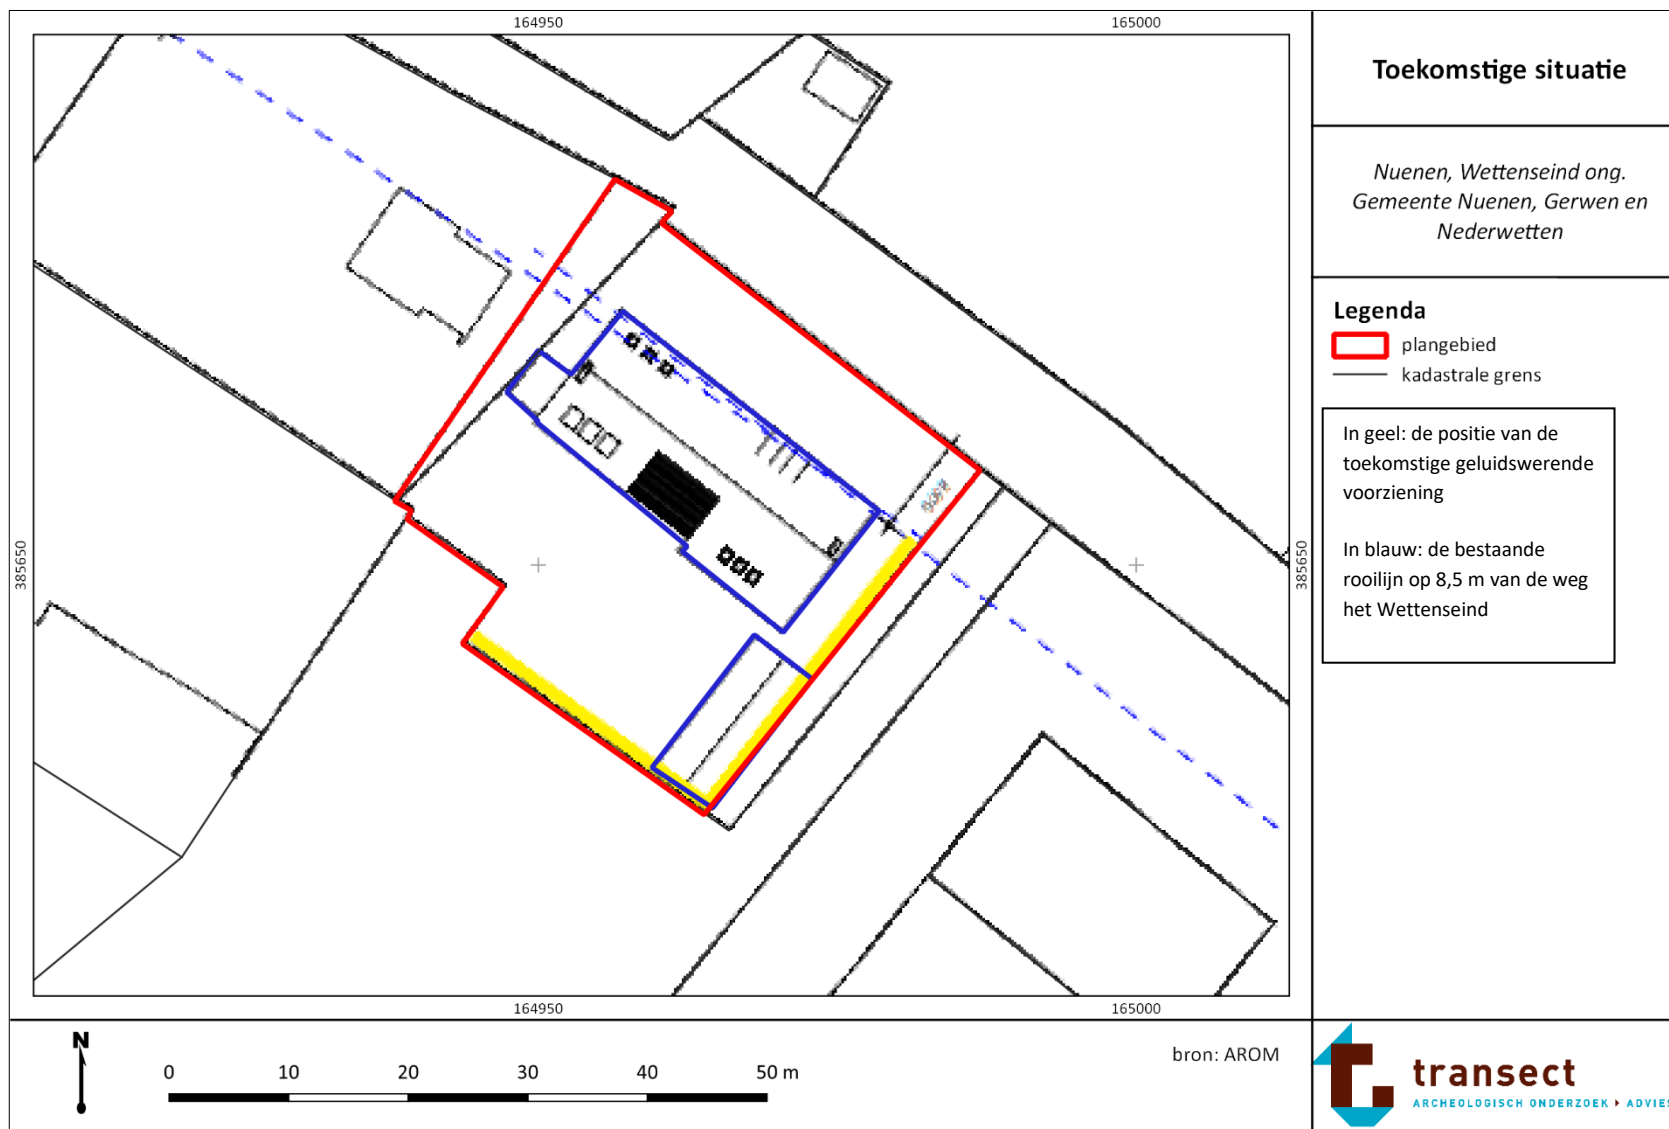 164950
165000
Toekomstige situatie
Nuenen, Wettenseind ong.
Gemeente Nuenen, Gerwen en
Nederwetten
Legenda
plangebied
kadastrale grens
In geel: de positie van de
toekomstige geluidswerende
voorziening
In blauw: de bestaande
rooilijn op 8,5 m van de weg
het Wettenseind
385650
385650
164950
165000
N
0 10 20 30 40 50 m
bron: AROM
transect
ARCHEOLOGISCH ONDERZOEK ▸ ADVIES